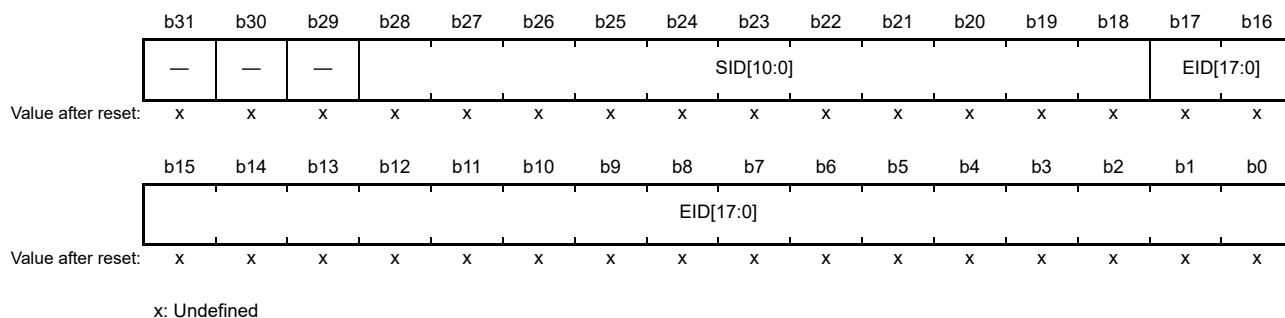 b31 b30 b29 b28 b27 b26 b25 b24 b23 b22 b21 b20 b19 b18 b17 b16
— — — SID[10:0] EID[17:0]
Value after reset: x x x x x x x x x x x x x x x x
b15 b14 b13 b12 b11 b10 b9 b8 b7 b6 b5 b4 b3 b2 b1 b0
EID[17:0]
Value after reset: x x x x x x x x x x x x x x x x
x: Undefined